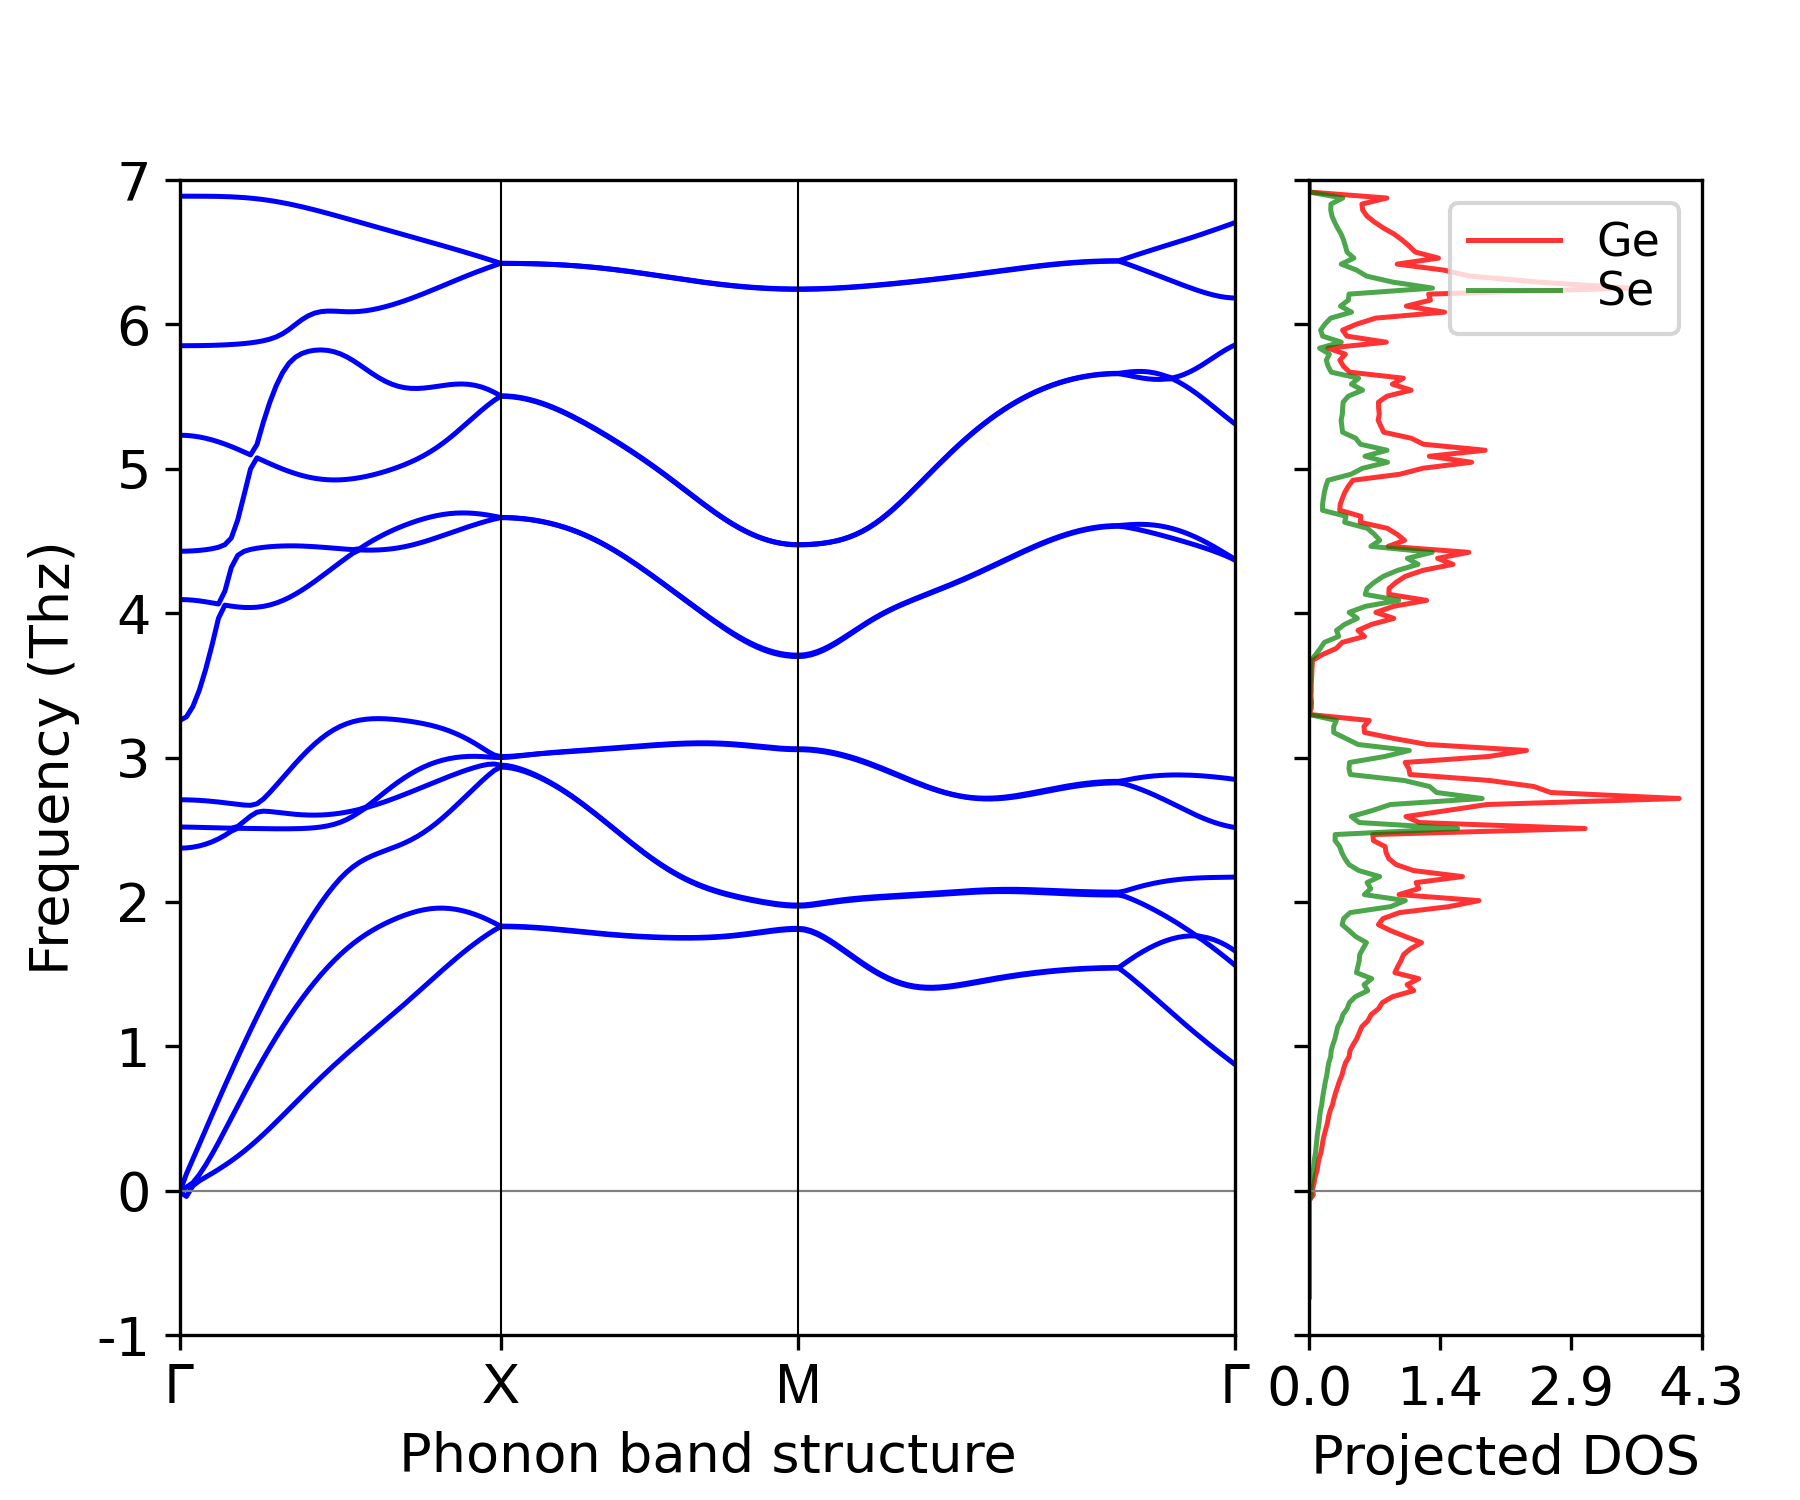 Frequency (Thz)
7
6
5
4
3
2
1
0
-1
Γ X M Γ
Phonon band structure
Ge
Se
0.0 1.4 2.9 4.3
Projected DOS